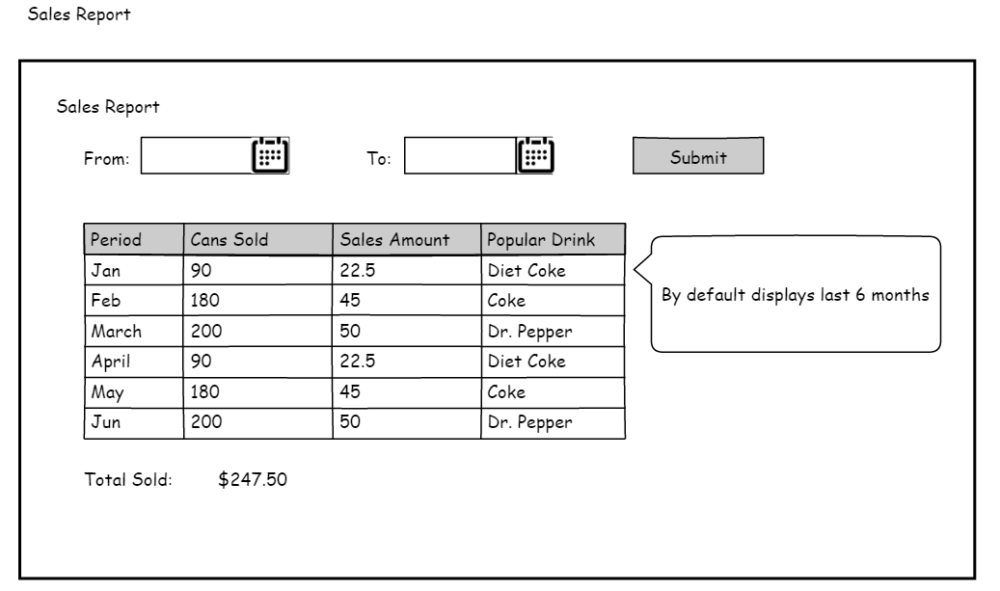 Sales Report
Sales Report
From: To: Submit
Period Cans Sold Sales Amount Popular Drink
Jan 90 22.5 Diet Coke
Feb 180 45 Coke
March 200 50 Dr. Pepper
April 90 22.5 Diet Coke
May 180 45 Coke
Jun 200 50 Dr. Pepper
By default displays last 6 months
Total Sold: $247.50